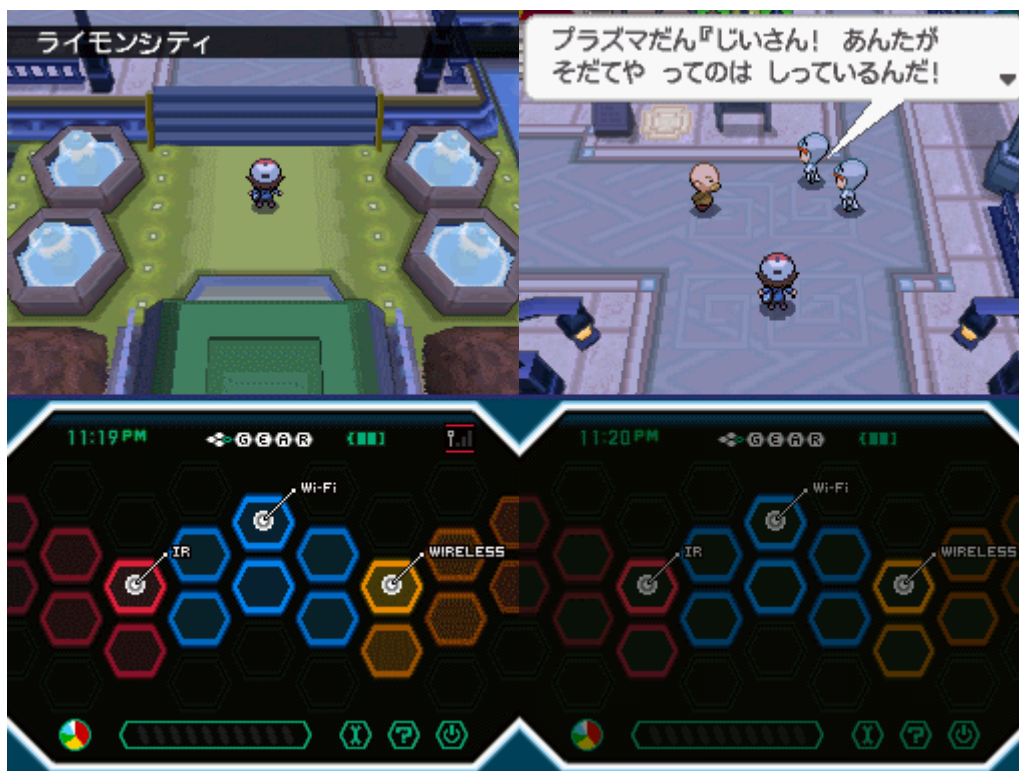 ライモンシティ
プラズマだん『じいさん! あんたが
そだてや ってのは しっているんだ!
11:19PM
GEAR
Wi-Fi
IR
WIRELESS
?
11:20PM
GEAR
Wi-Fi
IR
WIRELESS
?